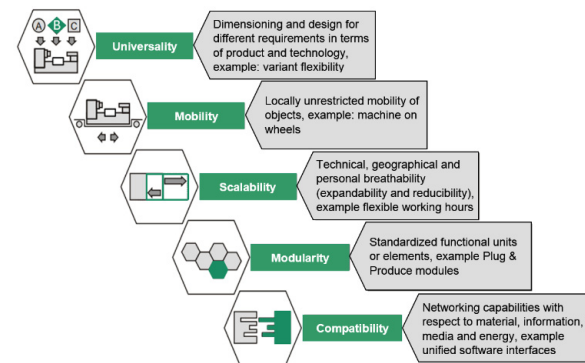 A B C
Universality
Dimensioning and design for
different requirements in terms
of product and technology,
example: variant flexibility
Mobility
Locally unrestricted mobility of
objects, example: machine on
wheels
Scalability
Technical, geographical and
personal breathability
(expandability and reducibility),
example flexible working hours
Modularity
Standardized functional units
or elements, example Plug &
Produce modules
Compatibility
Networking capabilities with
respect to material, information,
media and energy, example
unified software interfaces